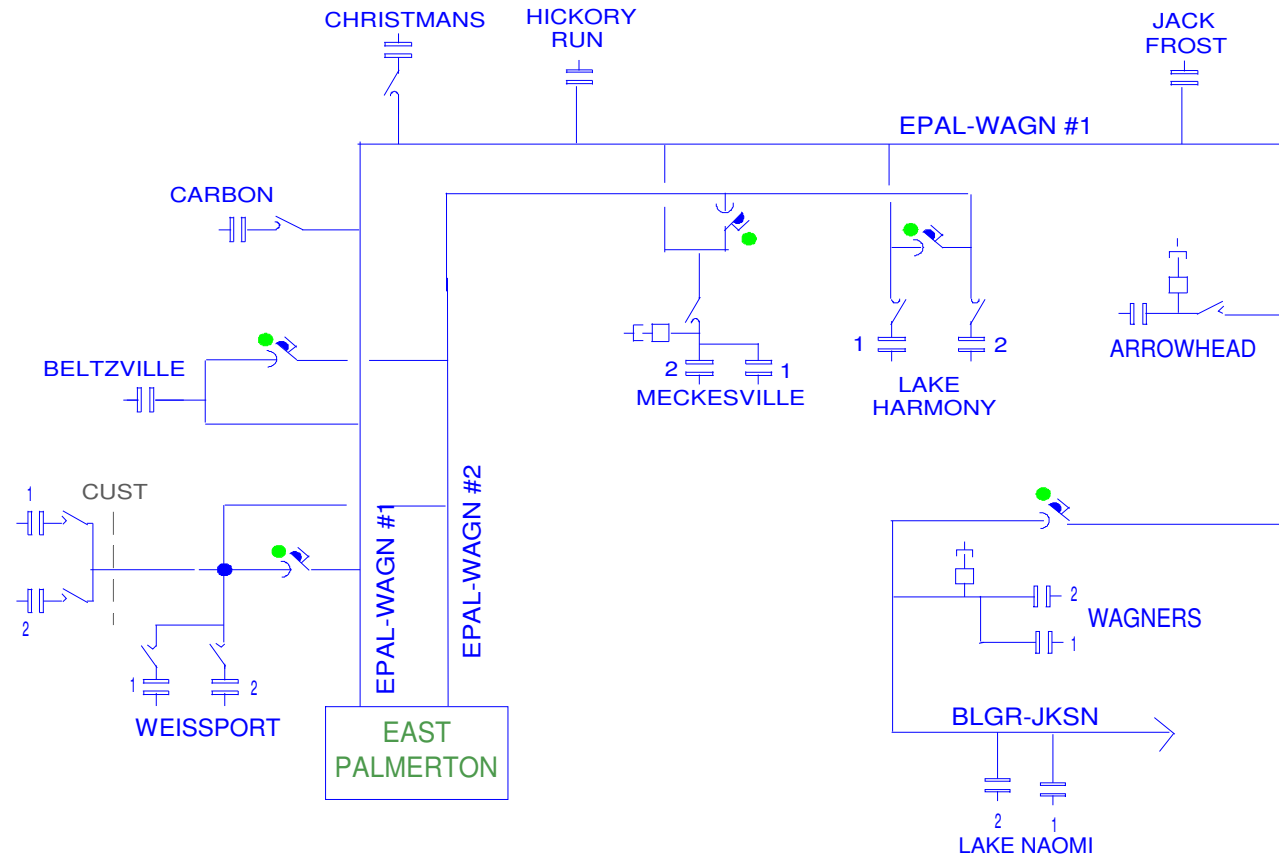 CHRISTMANS
HICKORY
RUN
JACK
FROST
EPAL-WAGN #1
CARBON
BELTZVILLE
1
2
MECKESVILLE
1
2
LAKE
HARMONY
ARROWHEAD
2
1
CUST
1
2
EPAL-WAGN #1
EPAL-WAGN #2
1
2
WEISSPORT
EAST
PALMERTON
2
WAGNERS
1
BLGR-JKSN
2
1
LAKE NAOMI